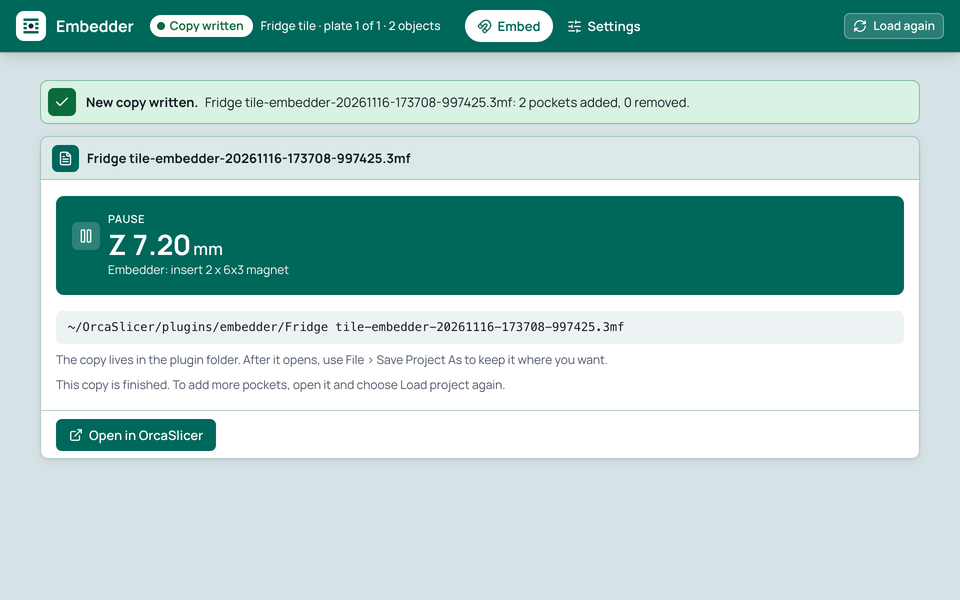 Embedder
Copy written
Fridge tile · plate 1 of 1 · 2 objects
Embed
Settings
Load again
New copy written. Fridge tile-embedder-20261116-173708-997425.3mf: 2 pockets added, 0 removed.
Fridge tile-embedder-20261116-173708-997425.3mf
PAUSE
Z 7.20 mm
Embedder: insert 2 x 6x3 magnet
~/OrcaSlicer/plugins/embedder/Fridge tile-embedder-20261116-173708-997425.3mf
The copy lives in the plugin folder. After it opens, use File > Save Project As to keep it where you want.
This copy is finished. To add more pockets, open it and choose Load project again.
Open in OrcaSlicer